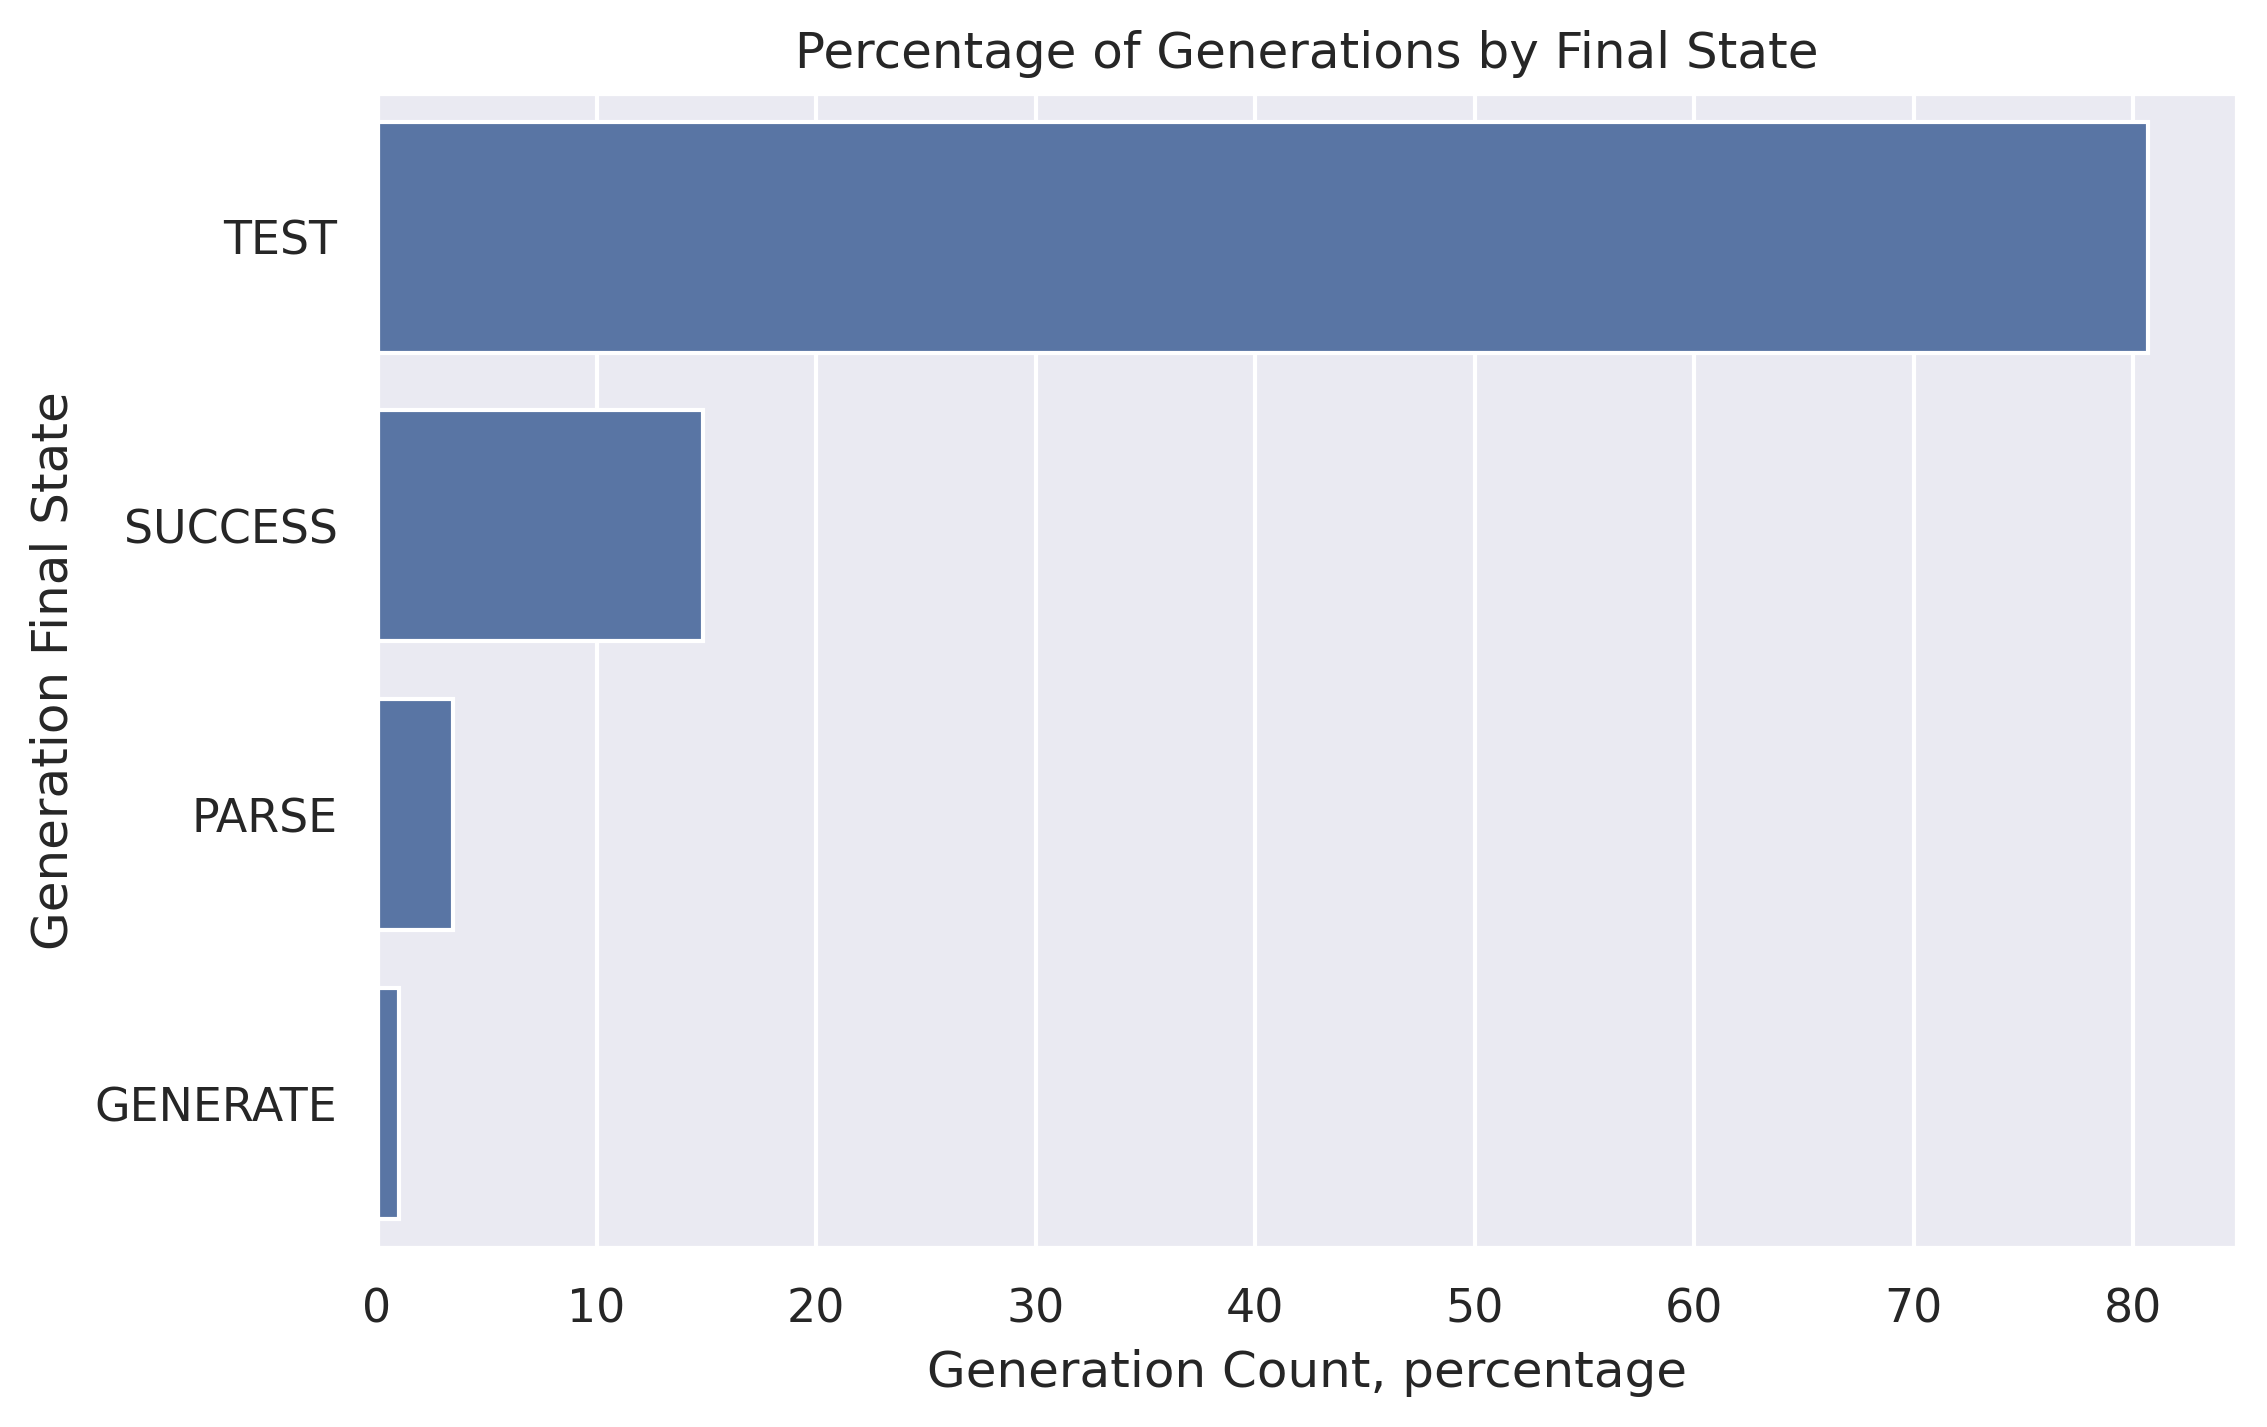 Percentage of Generations by Final State
Generation Final State
TEST
SUCCESS
PARSE
GENERATE
0 10 20 30 40 50 60 70 80
Generation Count, percentage